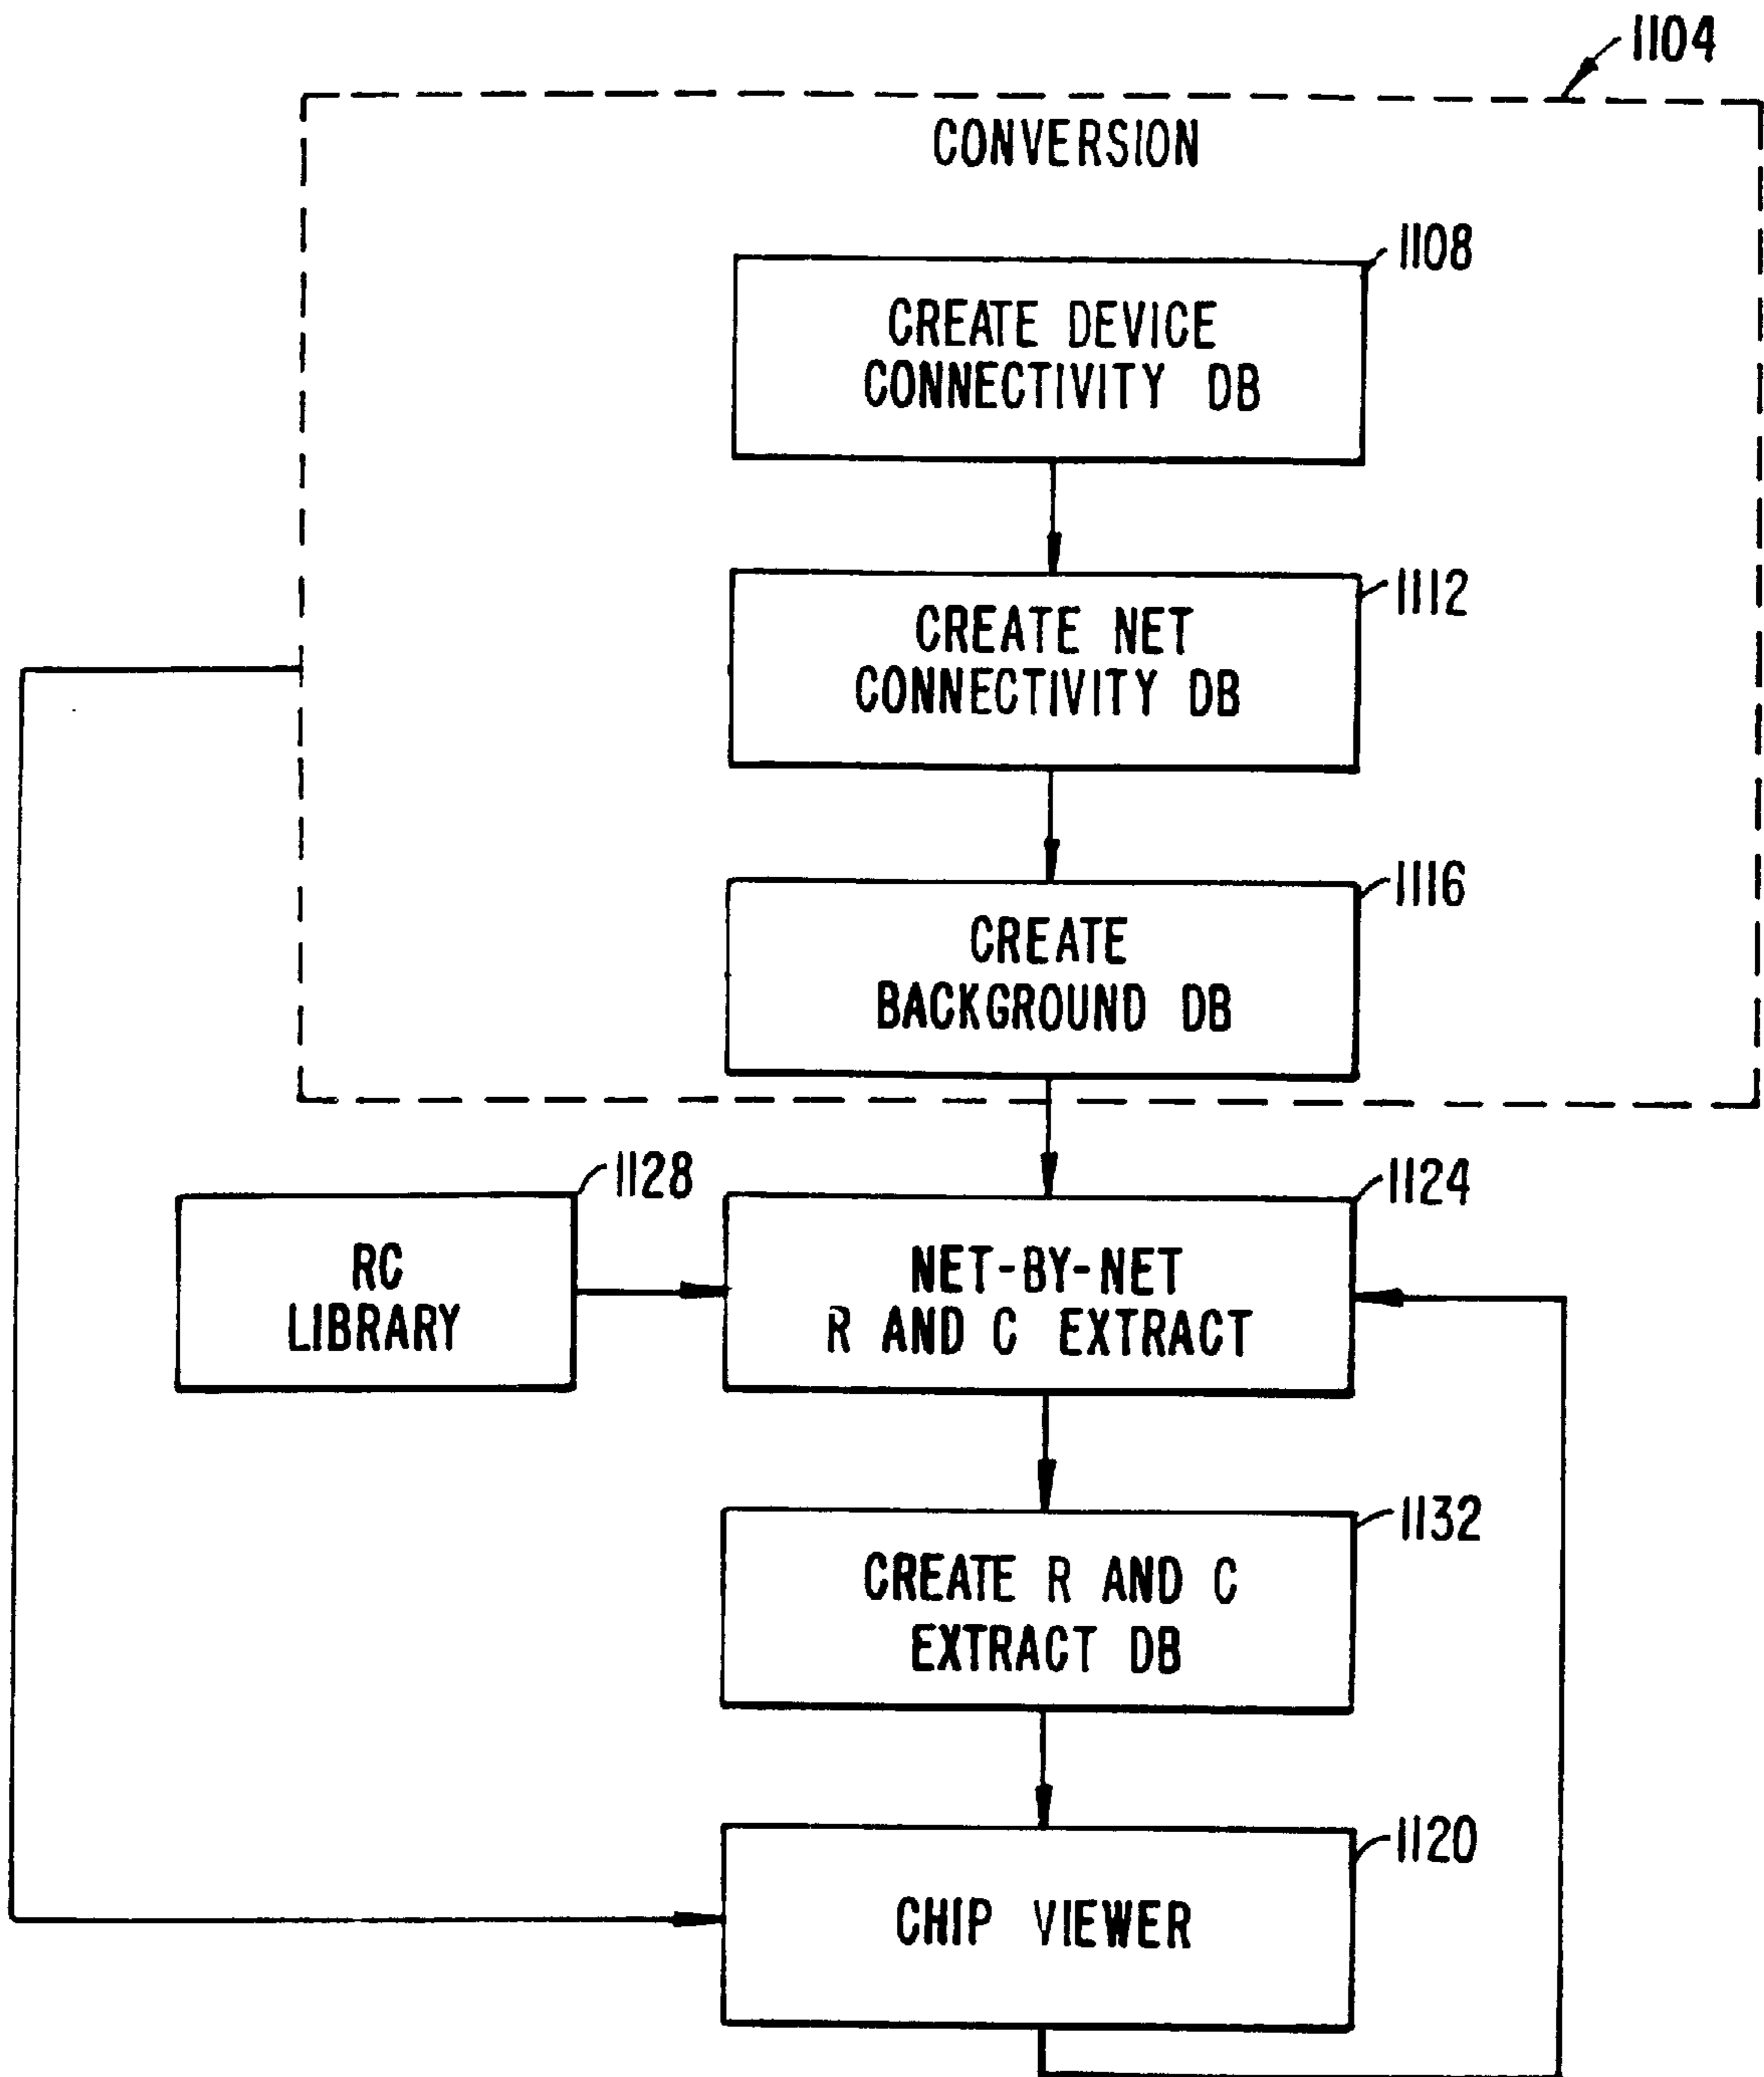 1104
CONVERSION
1108
CREATE DEVICE
CONNECTIVITY DB
1112
CREATE NET
CONNECTIVITY DB
1116
CREATE
BACKGROUND DB
1128
RC
LIBRARY
1124
NET-BY-NET
R AND C EXTRACT
1132
CREATE R AND C
EXTRACT DB
1120
CHIP VIEWER